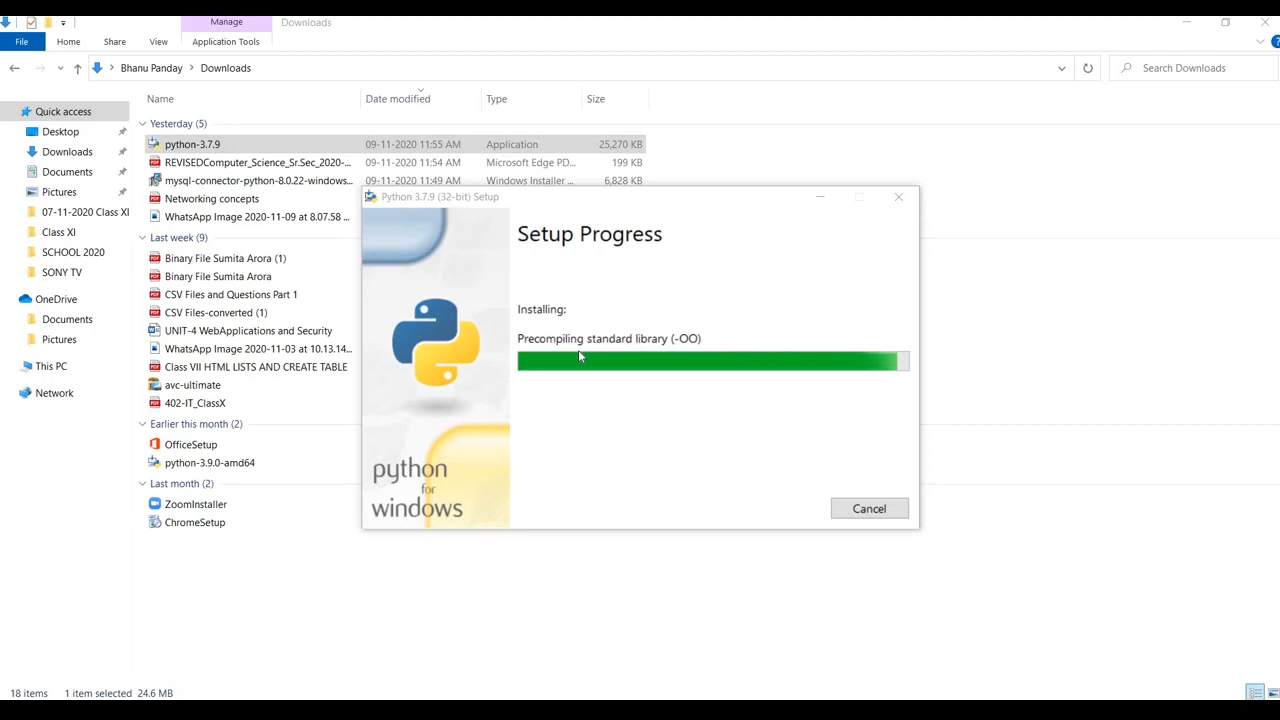 Manage
Downloads
File
Home
Share
View
Application Tools
Bhanu Panday
Downloads
Search Downloads
Name
Date modified
Type
Size
Quick access
Desktop
Downloads
Documents
Pictures
07-11-2020 Class XI
Class XI
SCHOOL 2020
SONY TV
OneDrive
Documents
Pictures
This PC
Network
Yesterday (5)
python-3.7.9 09-11-2020 11:55 AM Application 25,270 KB
REVISEDComputer_Science_Sr.Sec_2020-... 09-11-2020 11:54 AM Microsoft Edge PD... 199 KB
mysql-connector-python-8.0.22-windows... 09-11-2020 11:49 AM Windows Installer ... 6,828 KB
Networking concepts
WhatsApp Image 2020-11-09 at 8.07.58 ...
Last week (9)
Binary File Sumita Arora (1)
Binary File Sumita Arora
CSV Files and Questions Part 1
CSV Files-converted (1)
UNIT-4 WebApplications and Security
WhatsApp Image 2020-11-03 at 10.13.14...
Class VII HTML LISTS AND CREATE TABLE
avc-ultimate
402-IT_ClassX
Earlier this month (2)
OfficeSetup
python-3.9.0-amd64
Last month (2)
ZoomInstaller
ChromeSetup
Python 3.7.9 (32-bit) Setup
Setup Progress
Installing:
Precompiling standard library (-OO)
python
for
windows
Cancel
18 items
1 item selected 24.6 MB